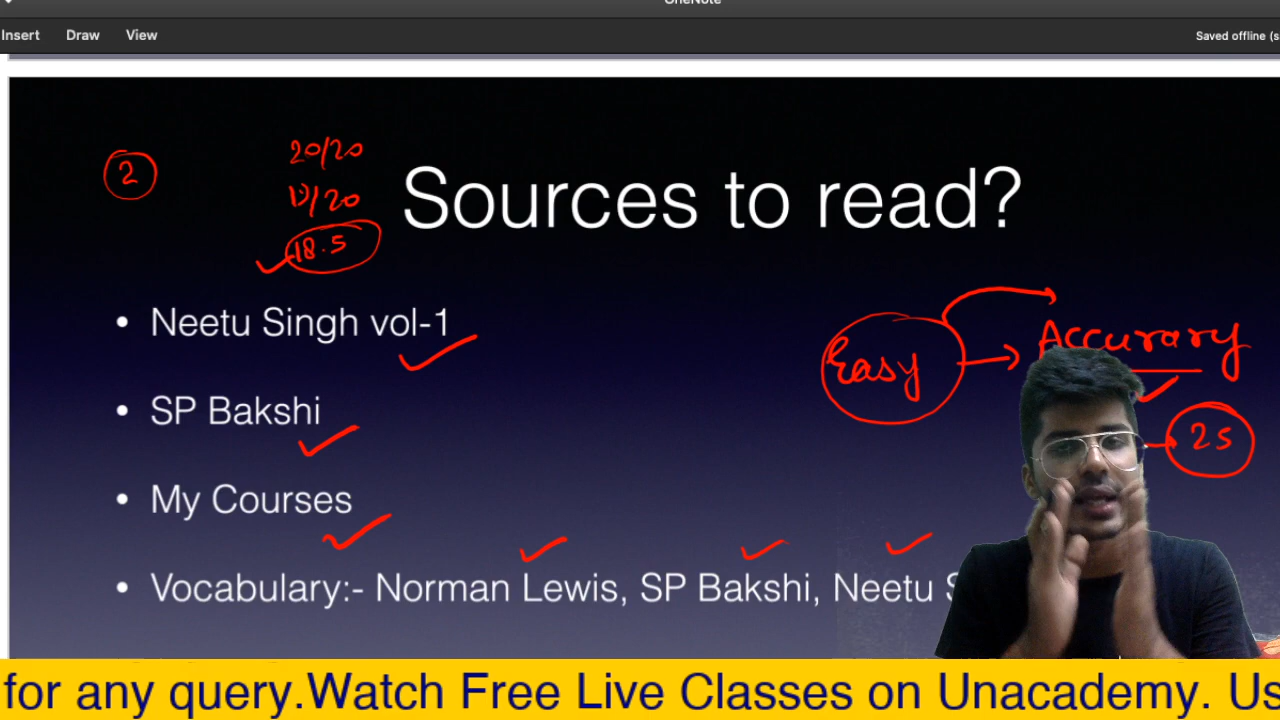 OneNote
Insert Draw View
Saved offline (s
2
20/20
/20
18.5
Sources to read?
• Neetu Singh vol-1
• SP Bakshi
• My Courses
• Vocabulary:- Norman Lewis, SP Bakshi, Neetu S
Easy
Accurary
25
for any query.Watch Free Live Classes on Unacademy. Us